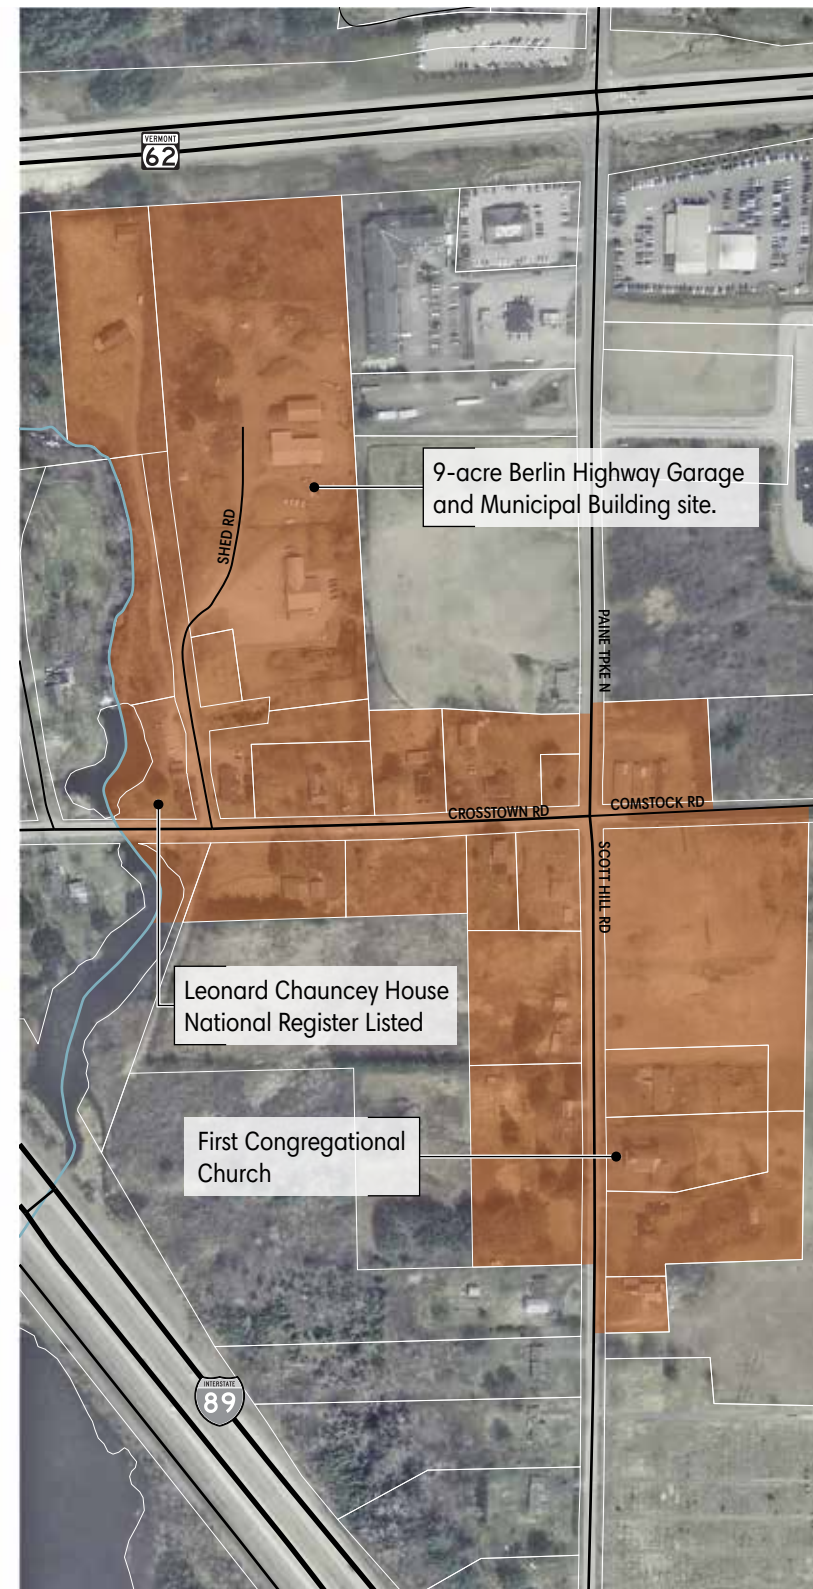 VERMONT
62
9-acre Berlin Highway Garage
and Municipal Building site.
SHED RD
PAINE TPKE N
CROSSTOWN RD
COMSTOCK RD
SCOTT HILL RD
Leonard Chauncey House
National Register Listed
First Congregational
Church
INTERSTATE
89